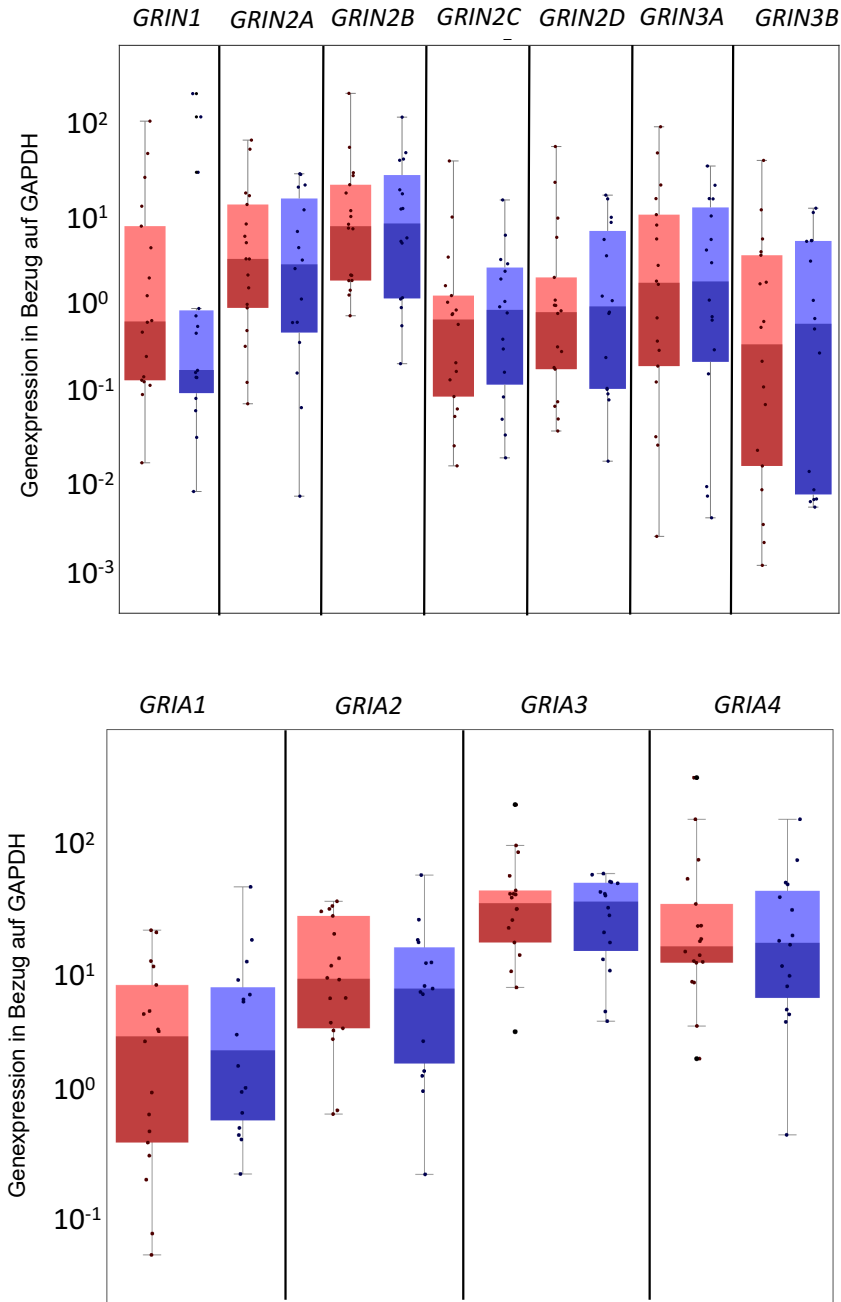 GRIN1 GRIN2A GRIN2B GRIN2C GRIN2D GRIN3A GRIN3B
Genexpression in Bezug auf GAPDH
10²
10¹
10⁰
10⁻¹
10⁻²
10⁻³
GRIA1 GRIA2 GRIA3 GRIA4
Genexpression in Bezug auf GAPDH
10²
10¹
10⁰
10⁻¹